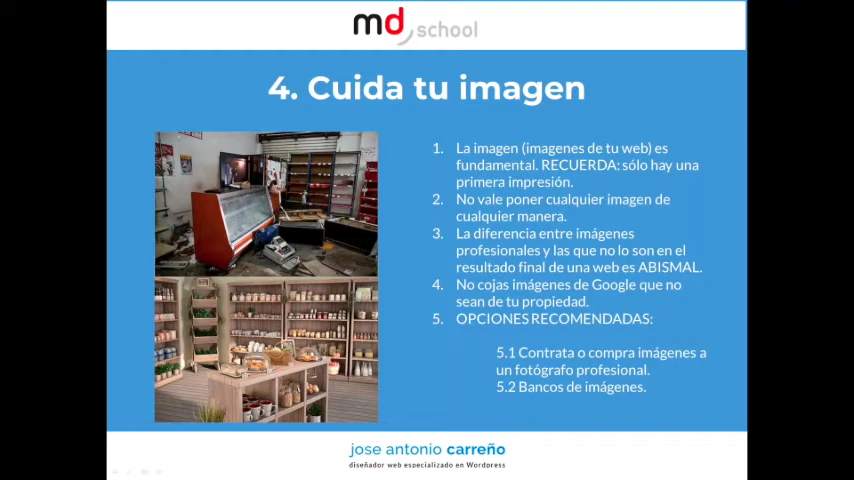 md school
4. Cuida tu imagen
1. La imagen (imagenes de tu web) es
fundamental. RECUERDA: sólo hay una
primera impresión.
2. No vale poner cualquier imagen de
cualquier manera.
3. La diferencia entre imágenes
profesionales y las que no lo son en el
resultado final de una web es ABISMAL.
4. No cojas imágenes de Google que no
sean de tu propiedad.
5. OPCIONES RECOMENDADAS:
5.1 Contrata o compra imágenes a
un fotógrafo profesional.
5.2 Bancos de imágenes.
jose antonio carreño
diseñador web especializado en Wordpress